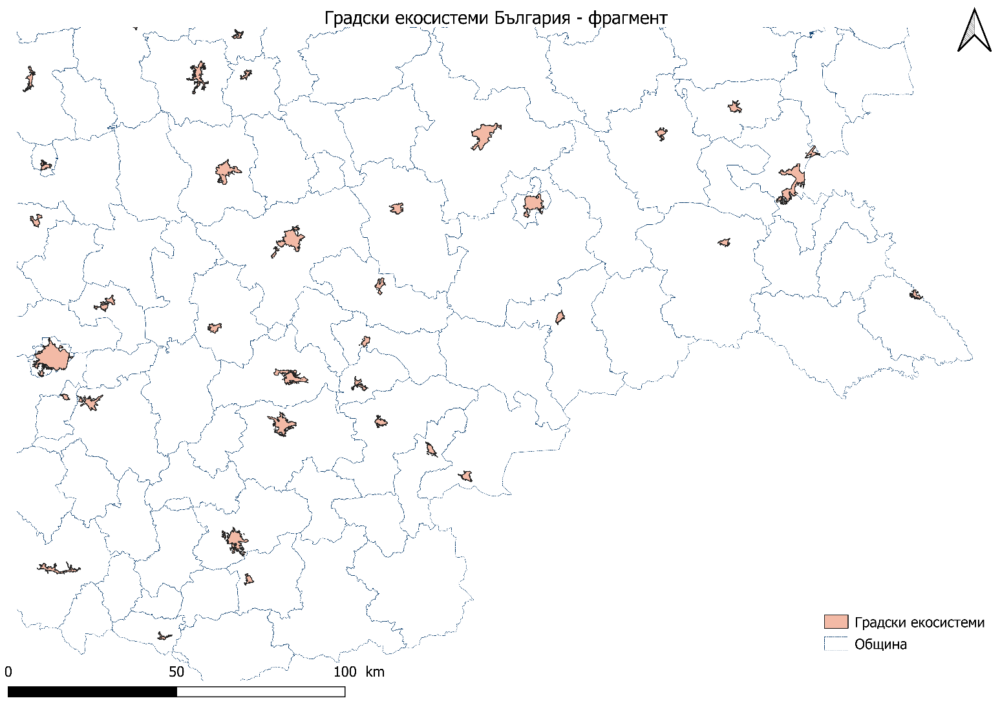 Градски екосистеми България - фрагмент
Градски екосистеми
Община
0 50 100 km